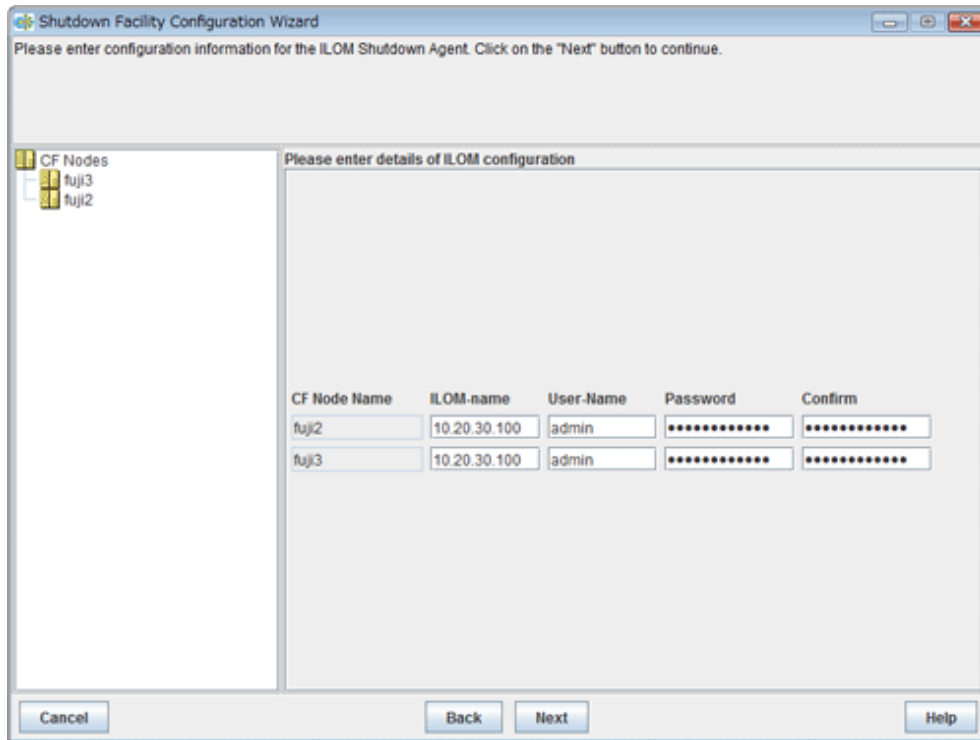 Shutdown Facility Configuration Wizard
Please enter configuration information for the ILOM Shutdown Agent. Click on the "Next" button to continue.
CF Nodes
fuji3
fuji2
Please enter details of ILOM configuration
CF Node Name ILOM-name User-Name Password Confirm
fuji2 10.20.30.100 admin •••••••••••• ••••••••••••
fuji3 10.20.30.100 admin •••••••••••• ••••••••••••
Cancel Back Next Help